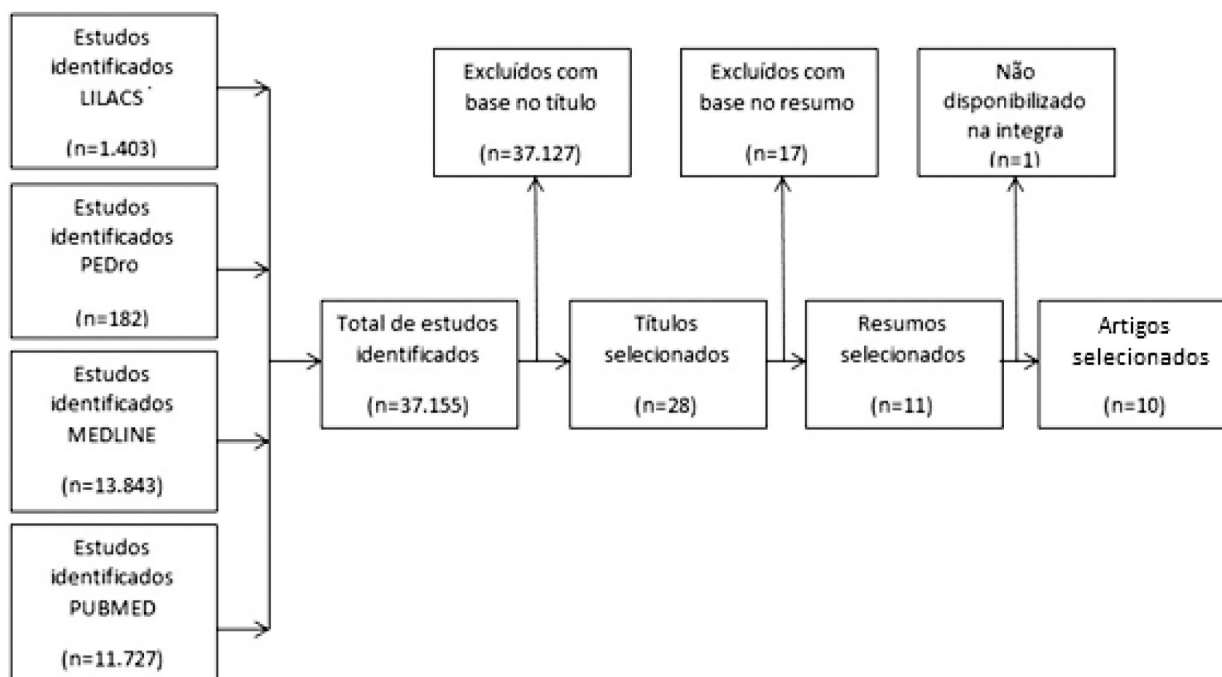 Estudos
identificados
LILACS
(n=1.403)
Estudos
identificados
PEDro
(n=182)
Estudos
identificados
MEDLINE
(n=13.843)
Estudos
identificados
PUBMED
(n=11.727)
Total de estudos
identificados
(n=37.155)
Excluídos com
base no título
(n=37.127)
Títulos
selecionados
(n=28)
Excluídos com
base no resumo
(n=17)
Resumos
selecionados
(n=11)
Não
disponibilizado
na integra
(n=1)
Artigos
selecionados
(n=10)